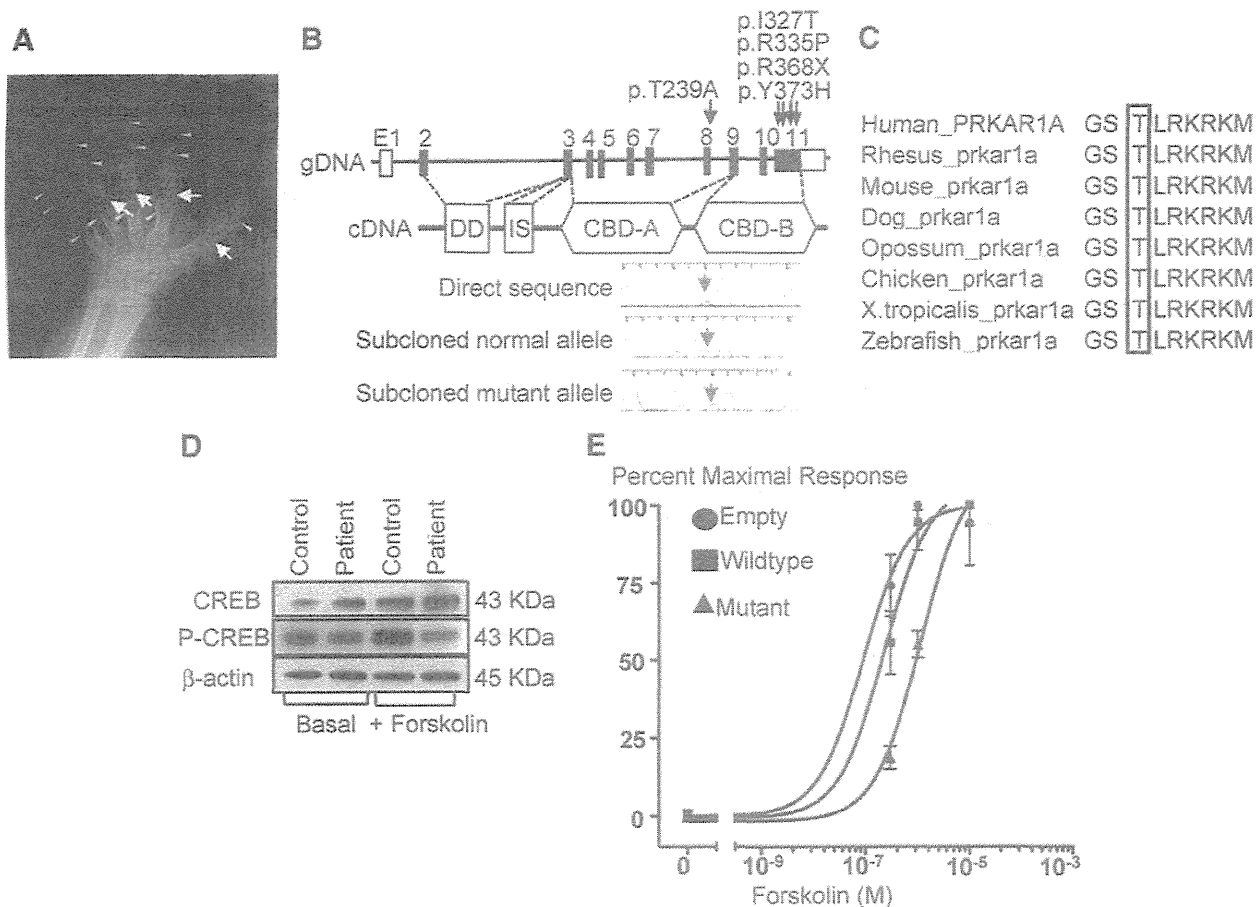 A
B
p.I327T
p.R335P
p.R368X
p.T239A p.Y373H
E1 2 3 4 5 6 7 8 9 10 11
gDNA
cDNA DD IS CBD-A CBD-B
Direct sequence
Subcloned normal allele
Subcloned mutant allele
C
Human_PRKAR1A GS T LRKRKM
Rhesus_prkar1a GS T LRKRKM
Mouse_prkar1a GS T LRKRKM
Dog_prkar1a GS T LRKRKM
Opossum_prkar1a GS T LRKRKM
Chicken_prkar1a GS T LRKRKM
X.tropicalis_prkar1a GS T LRKRKM
Zebrafish_prkar1a GS T LRKRKM
D
Control Patient Control Patient
CREB 43 KDa
P-CREB 43 KDa
β-actin 45 KDa
Basal + Forskolin
E
Percent Maximal Response
100
75
50
25
0
Empty
Wildtype
Mutant
0 10-9 10-7 10-5 10-3
Forskolin (M)